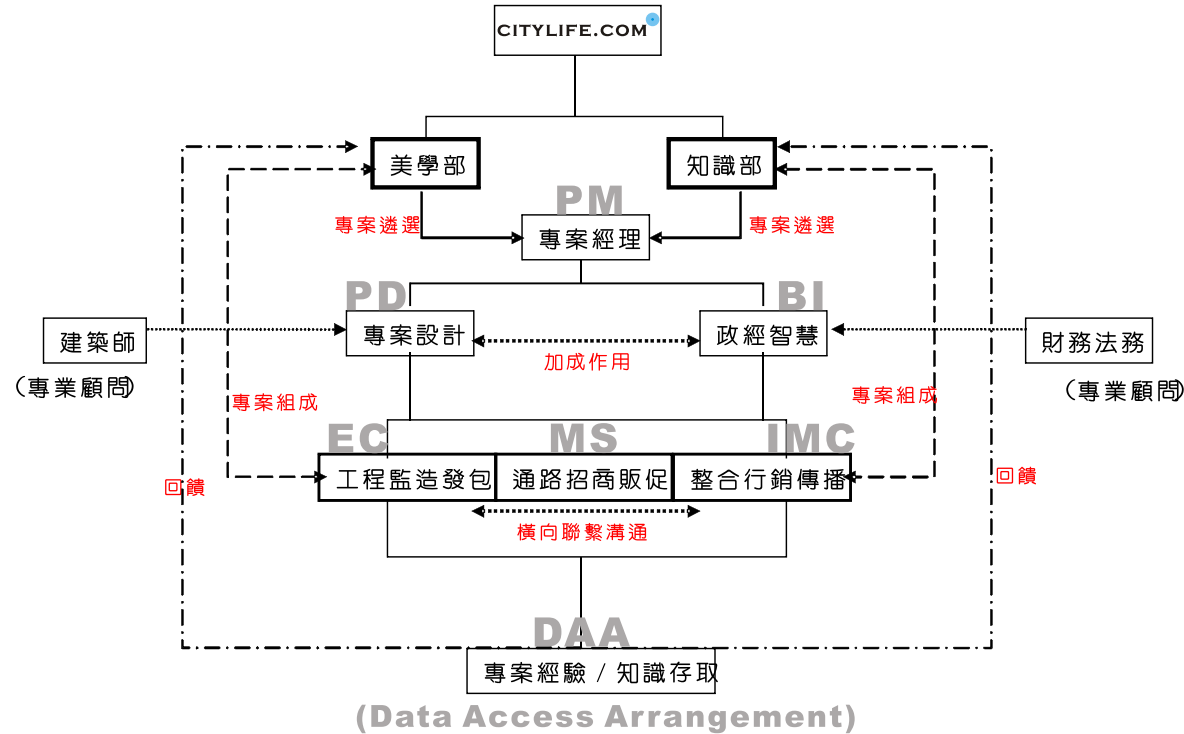 CITYLIFE.COM
美學部
知識部
PM
專案遴選
專案經理
專案遴選
PD
BI
專案設計
政經智慧
建築師
(專業顧問)
加成作用
財務法務
(專業顧問)
專案組成
專案組成
EC
MS
IMC
工程監造發包
通路招商販促
整合行銷傳播
回饋
回饋
橫向聯繫溝通
DAA
專案經驗 / 知識存取
(Data Access Arrangement)